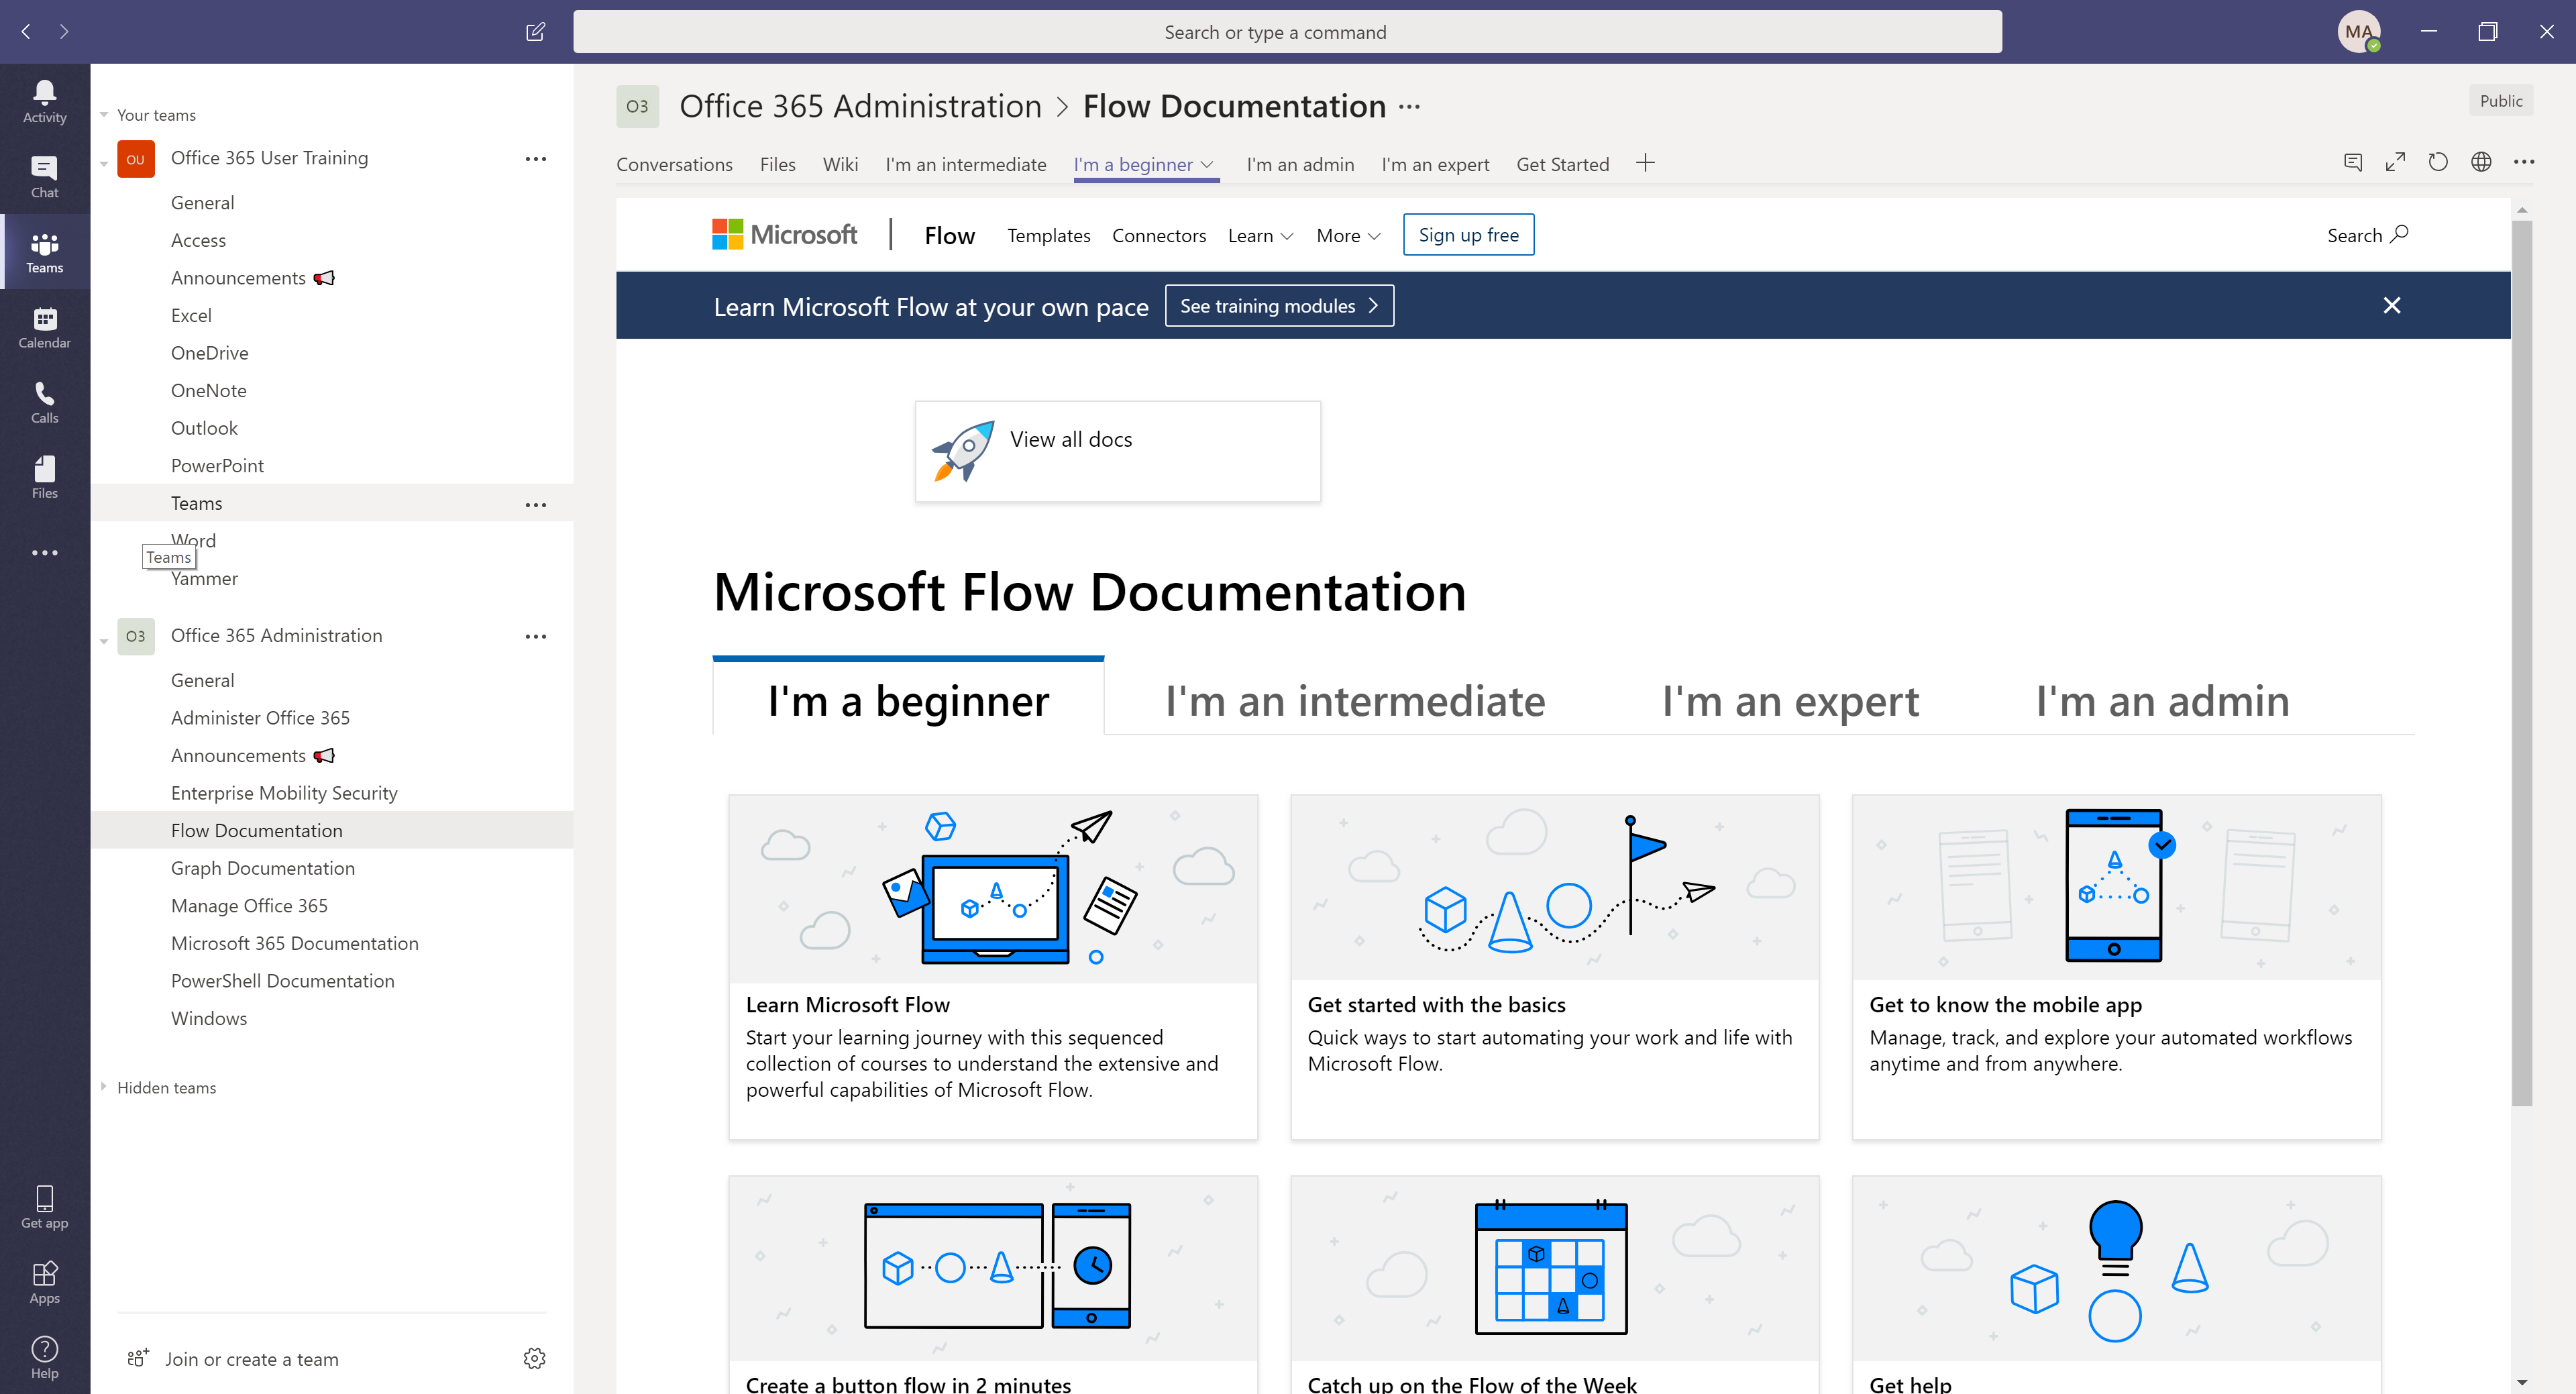 Search or type a command
MA
Activity
Chat
Teams
Calendar
Calls
Files
Get app
Apps
Help
Your teams
OU
Office 365 User Training
General
Access
Announcements
Excel
OneDrive
OneNote
Outlook
PowerPoint
Teams
Word
Teams
Yammer
O3
Office 365 Administration
General
Administer Office 365
Announcements
Enterprise Mobility Security
Flow Documentation
Graph Documentation
Manage Office 365
Microsoft 365 Documentation
PowerShell Documentation
Windows
Hidden teams
Join or create a team
O3 Office 365 Administration > Flow Documentation ···
Public
Conversations Files Wiki I'm an intermediate I'm a beginner I'm an admin I'm an expert Get Started
Microsoft | Flow Templates Connectors Learn More Sign up free Search
Learn Microsoft Flow at your own pace See training modules
View all docs
Microsoft Flow Documentation
I'm a beginner I'm an intermediate I'm an expert I'm an admin
Learn Microsoft Flow
Start your learning journey with this sequenced
collection of courses to understand the extensive and
powerful capabilities of Microsoft Flow.
Get started with the basics
Quick ways to start automating your work and life with
Microsoft Flow.
Get to know the mobile app
Manage, track, and explore your automated workflows
anytime and from anywhere.
Create a button flow in 2 minutes
Catch up on the Flow of the Week
Get help